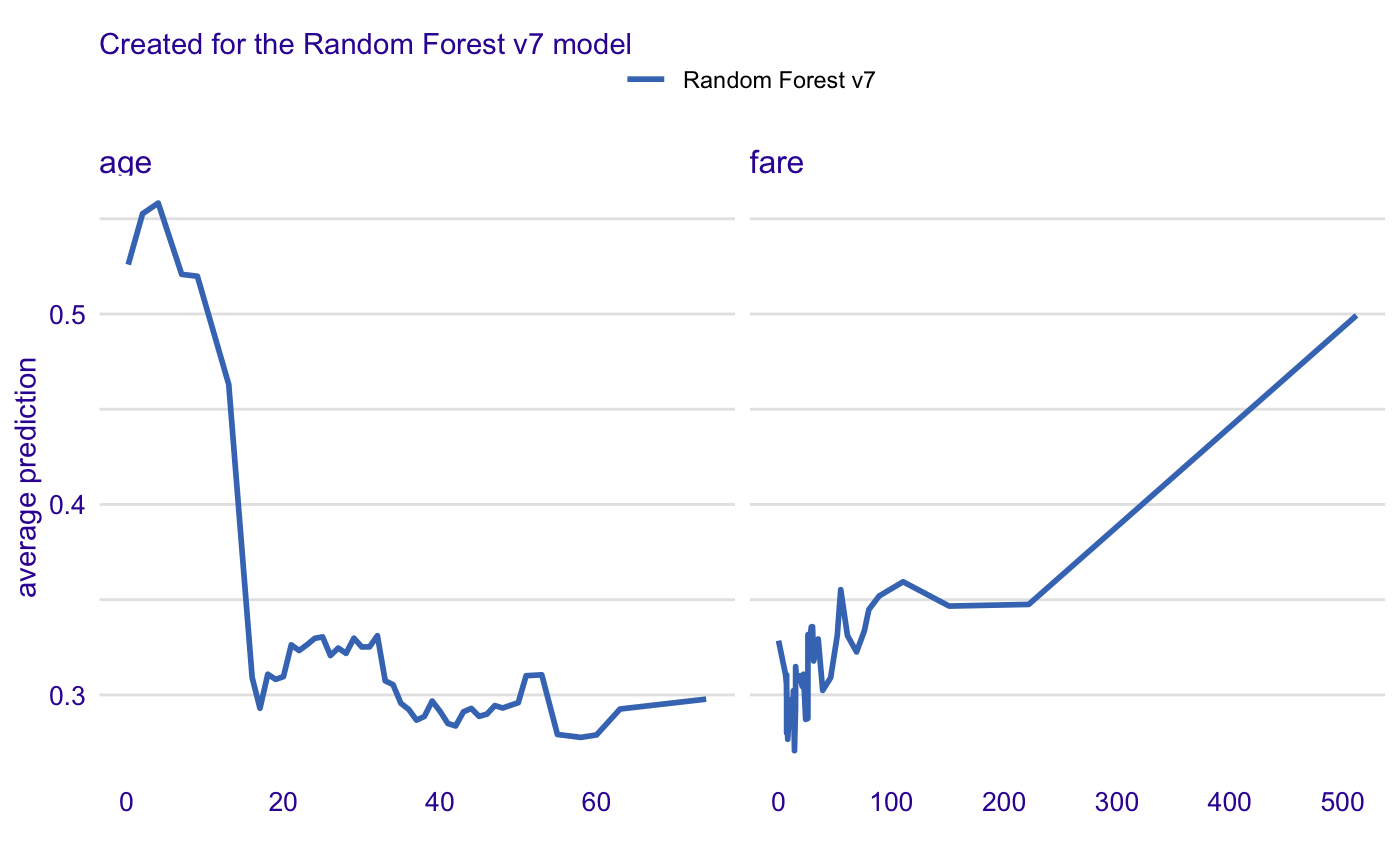 Created for the Random Forest v7 model
Random Forest v7
age
fare
average prediction
0.5
0.4
0.3
0 20 40 60
0 100 200 300 400 500